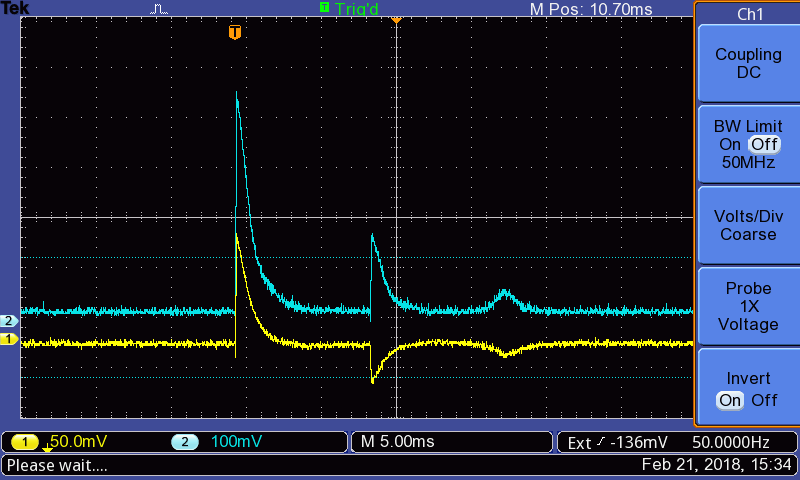 Tek
T Trig'd
M Pos: 10.70ms
Ch1
T
Coupling
DC
BW Limit
On Off
50MHz
Volts/Div
Coarse
Probe
1X
Voltage
Invert
On Off
2
1
1 50.0mV
2 100mV
M 5.00ms
Ext -136mV
50.0000Hz
Please wait....
Feb 21, 2018, 15:34